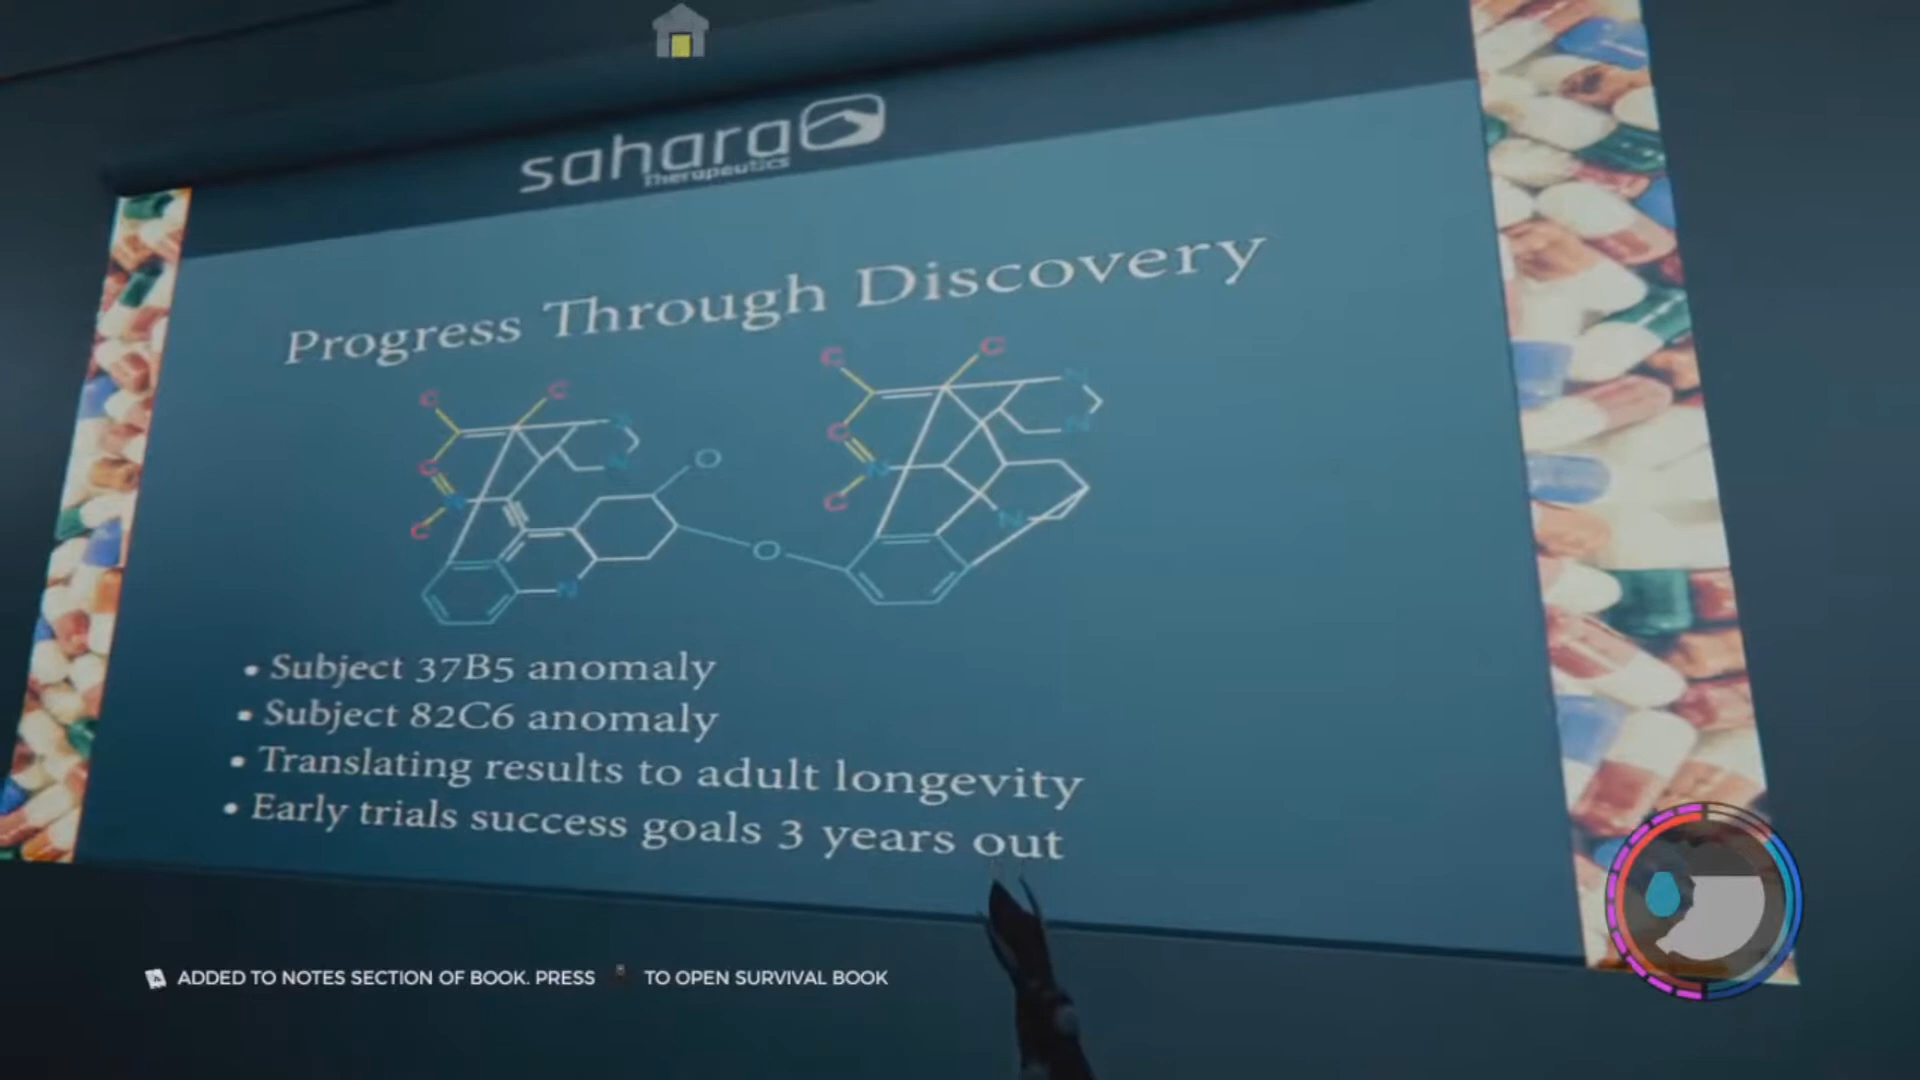 sahara
Therapeutics
Progress Through Discovery
C
C
C
C
N
N
C
N
C
N
O
C
N
C
N
O
N
• Subject 37B5 anomaly
• Subject 82C6 anomaly
• Translating results to adult longevity
• Early trials success goals 3 years out
ADDED TO NOTES SECTION OF BOOK. PRESS TO OPEN SURVIVAL BOOK